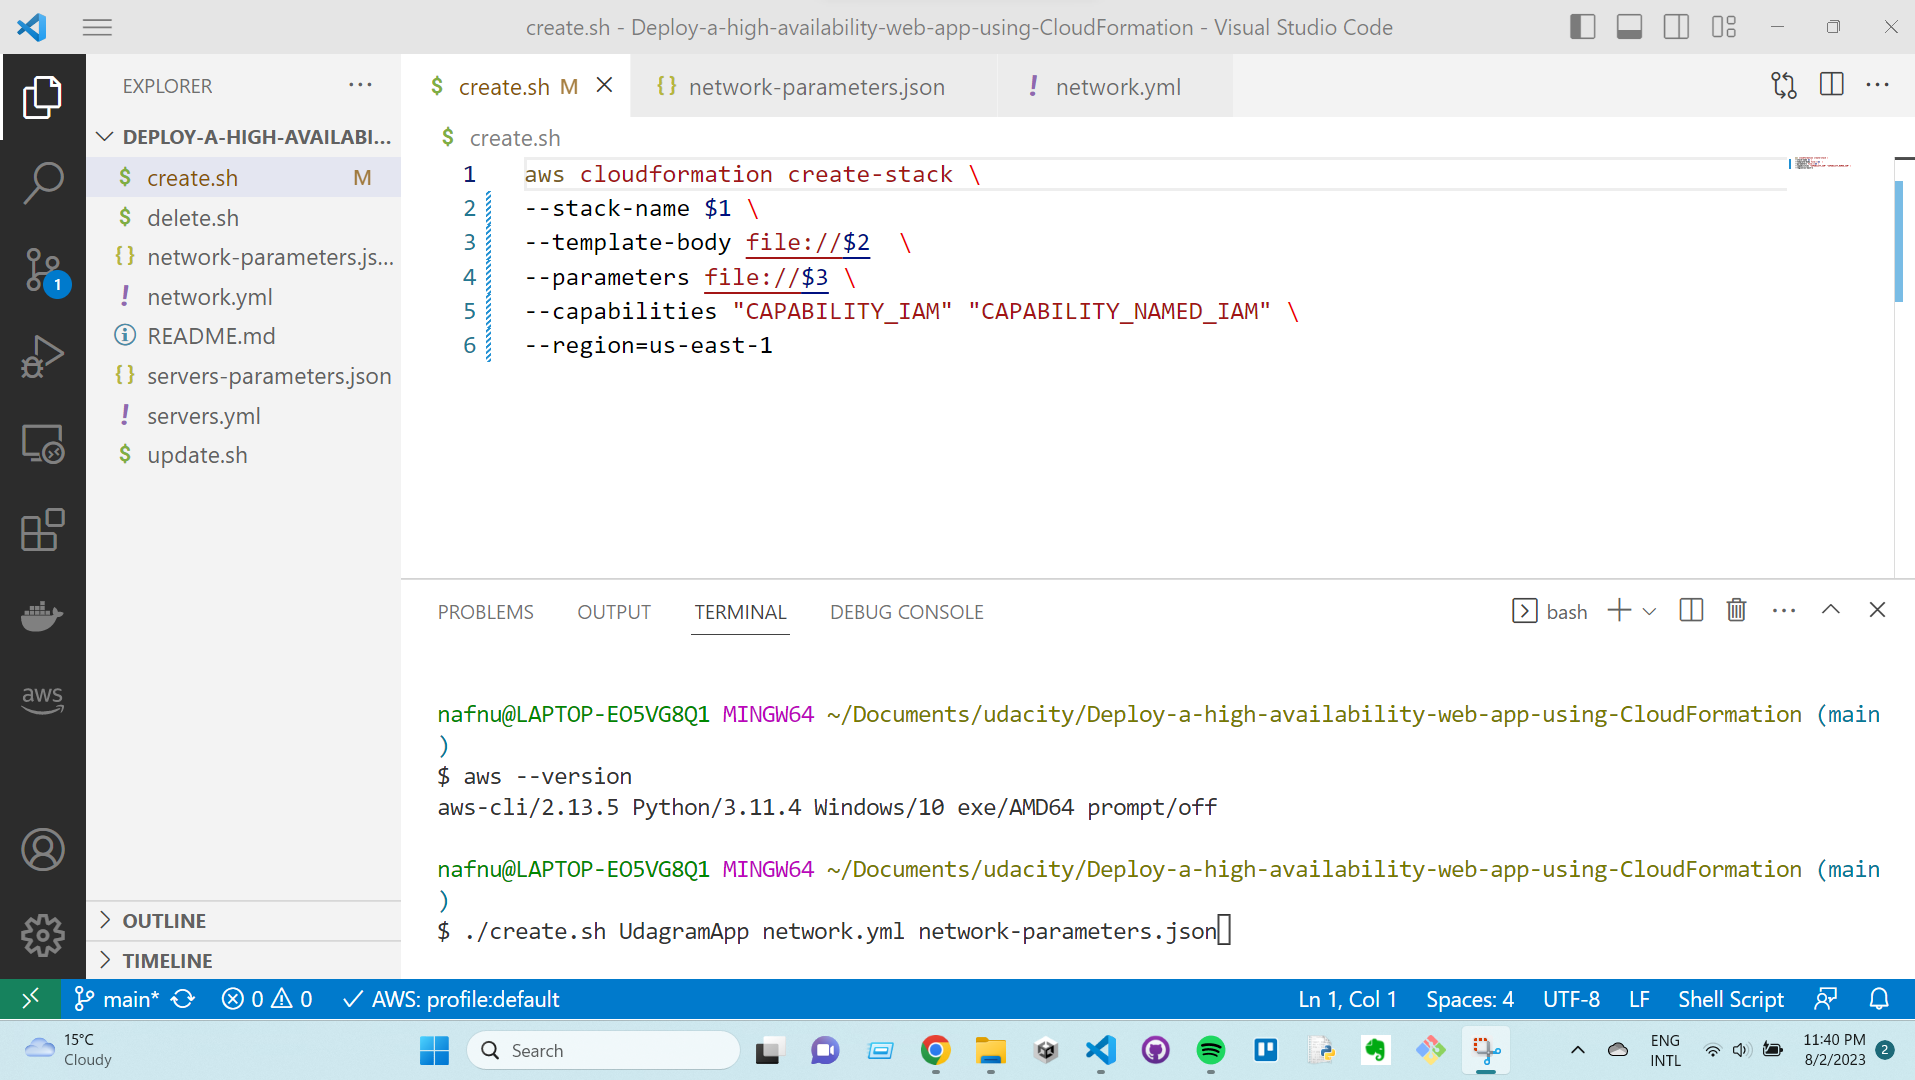 create.sh - Deploy-a-high-availability-web-app-using-CloudFormation - Visual Studio Code
EXPLORER
DEPLOY-A-HIGH-AVAILABI...
$ create.sh M
$ delete.sh
{} network-parameters.js...
! network.yml
README.md
{} servers-parameters.json
! servers.yml
$ update.sh
OUTLINE
TIMELINE
1
aws
$ create.sh M
{} network-parameters.json
! network.yml
$ create.sh
1 aws cloudformation create-stack \
2 --stack-name $1 \
3 --template-body file://$2  \
4 --parameters file://$3 \
5 --capabilities "CAPABILITY_IAM" "CAPABILITY_NAMED_IAM" \
6 --region=us-east-1
PROBLEMS OUTPUT TERMINAL DEBUG CONSOLE
bash
nafnu@LAPTOP-EO5VG8Q1 MINGW64 ~/Documents/udacity/Deploy-a-high-availability-web-app-using-CloudFormation (main
)
$ aws --version
aws-cli/2.13.5 Python/3.11.4 Windows/10 exe/AMD64 prompt/off
nafnu@LAPTOP-EO5VG8Q1 MINGW64 ~/Documents/udacity/Deploy-a-high-availability-web-app-using-CloudFormation (main
)
$ ./create.sh UdagramApp network.yml network-parameters.json
main* 0 0 AWS: profile:default
Ln 1, Col 1 Spaces: 4 UTF-8 LF Shell Script
15°C
Cloudy
Search
ENG
INTL
11:40 PM
8/2/2023
2